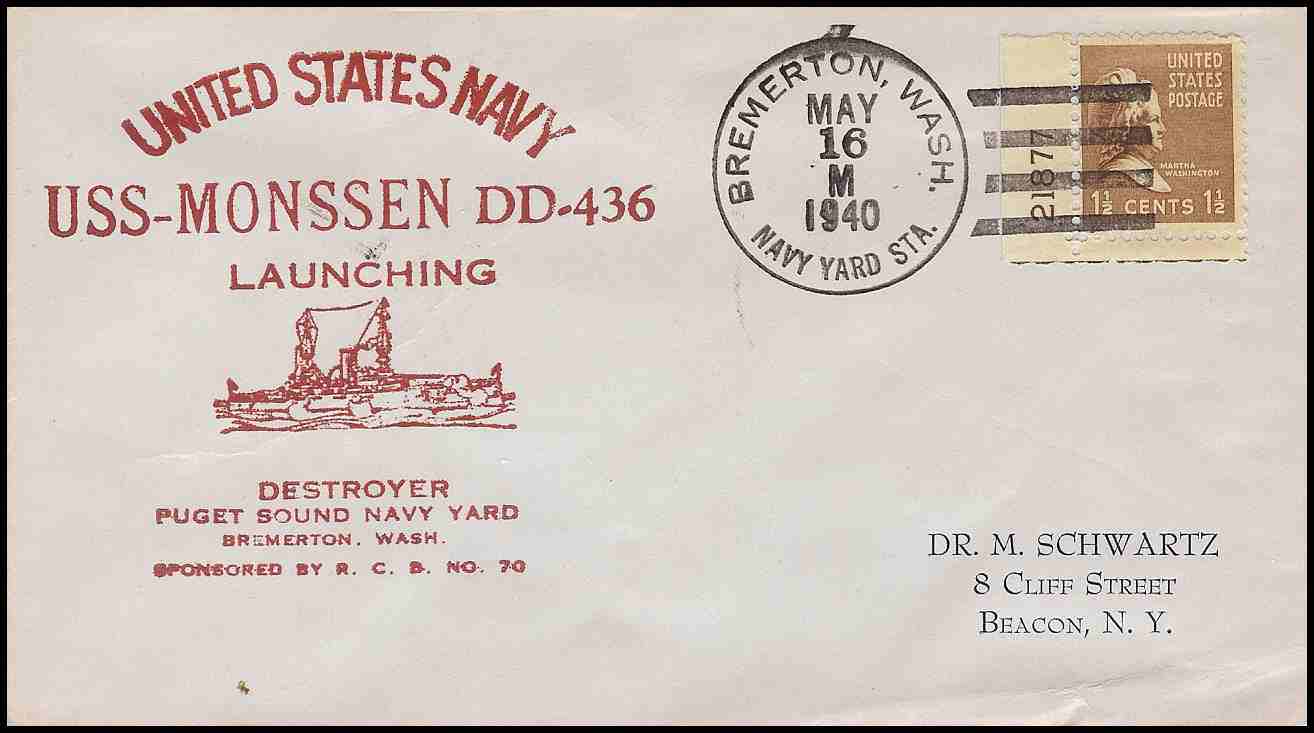 UNITED STATES NAVY
USS-MONSSEN DD-436
LAUNCHING
DESTROYER
PUGET SOUND NAVY YARD
BREMERTON, WASH.
SPONSORED BY R. C. B. NO. 70
BREMERTON, WASH.
MAY
16
M
1940
NAVY YARD STA.
21877
UNITED
STATES
POSTAGE
MARTHA
WASHINGTON
1½ CENTS 1½
DR. M. SCHWARTZ
8 CLIFF STREET
BEACON, N. Y.